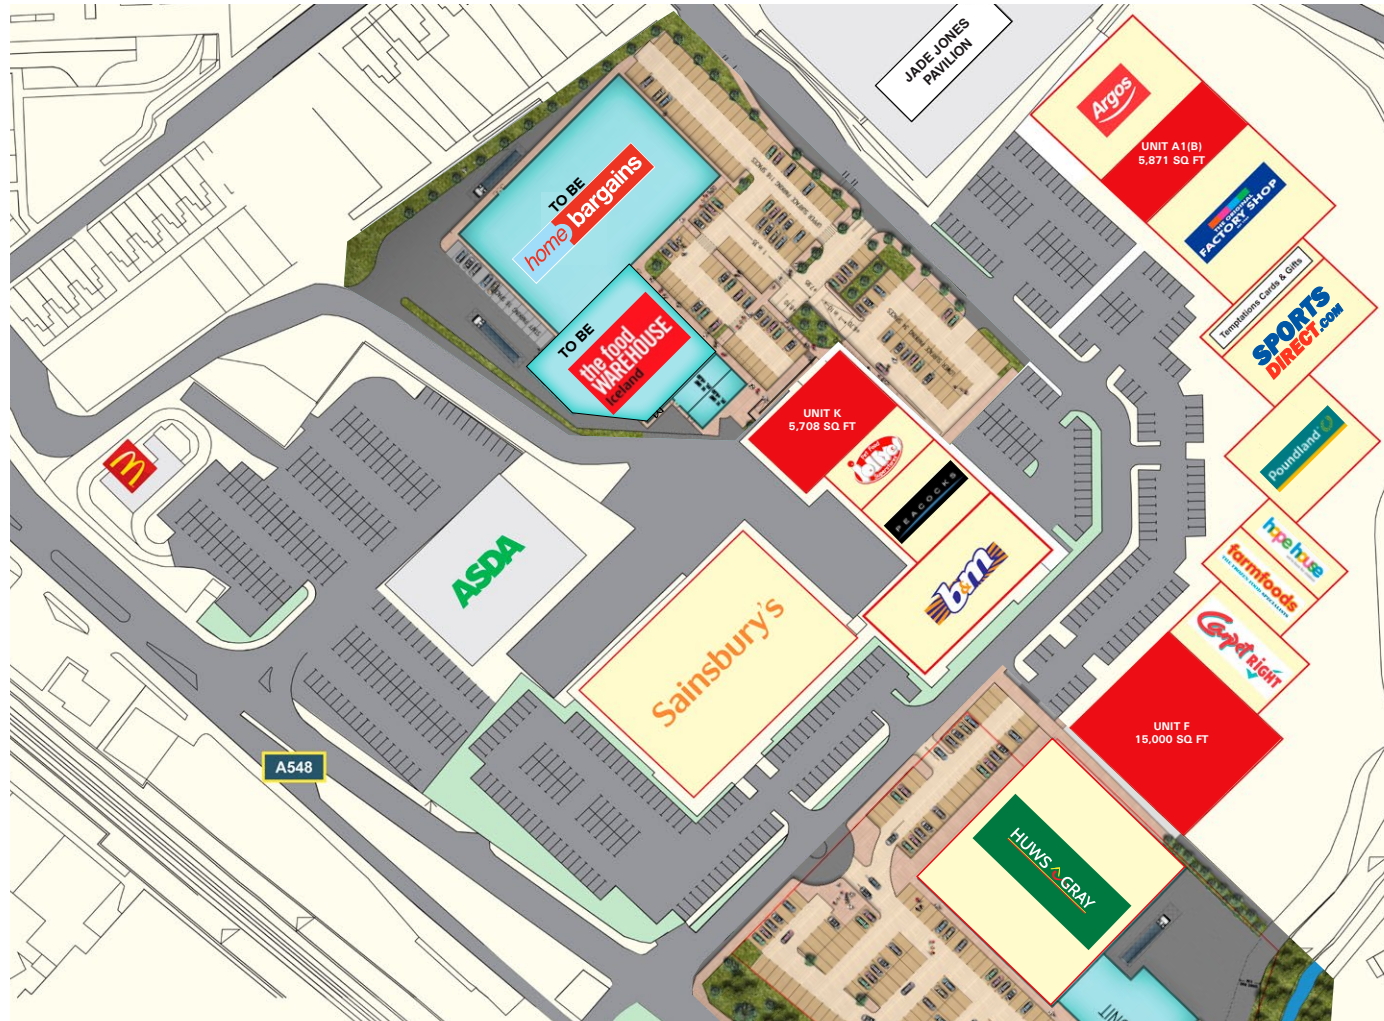 JADE JONES
PAVILION
Argos
UNIT A1(B)
5,871 SQ FT
THE ORIGINAL
FACTORY SHOP
TO BE
home bargains
Temptations Cards & Gifts
SPORTS
DIRECT.COM
TO BE
the food
WAREHOUSE
Iceland
UNIT K
5,708 SQ FT
Poundland
PEACOCKS
hope house
farmfoods
ASDA
b&m
Carpet RIGHT
Sainsbury's
UNIT F
15,000 SQ FT
A548
HUWS GRAY
UNIT